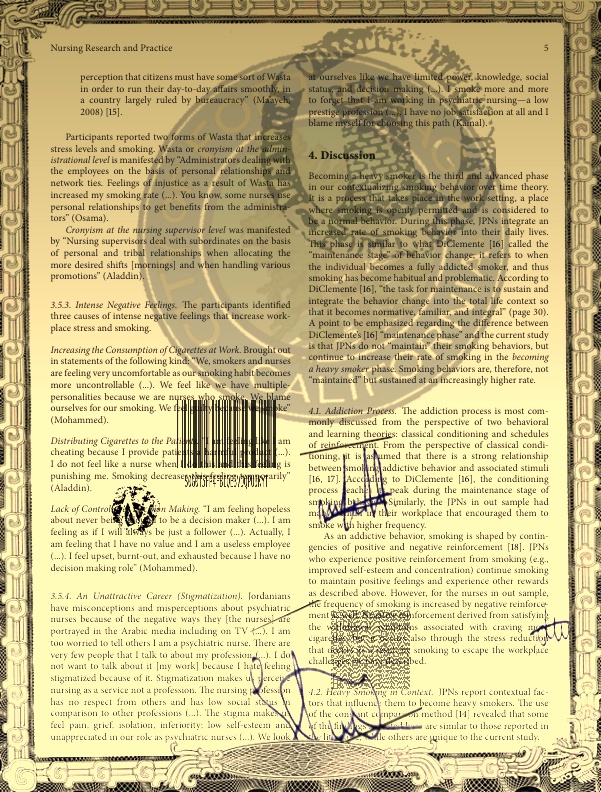 Nursing Research and Practice
5
perception that citizens must have some sort of Wasta
in order to run their day-to-day affairs smoothly, in
a country largely ruled by bureaucracy" (Maayeh,
2008) [15].
Participants reported two forms of Wasta that increases
stress levels and smoking. Wasta or cronyism at the admin-
istrational level is manifested by "Administrators dealing with
the employees on the basis of personal relationships and
network ties. Feelings of injustice as a result of Wasta has
increased my smoking rate (...). You know, some nurses use
personal relationships to get benefits from the administra-
tors" (Osama).
Cronyism at the nursing supervisor level was manifested
by "Nursing supervisors deal with subordinates on the basis
of personal and tribal relationships when allocating the
more desired shifts [mornings] and when handling various
promotions" (Aladdin).
3.5.3. Intense Negative Feelings. The participants identified
three causes of intense negative feelings that increase work-
place stress and smoking.
Increasing the Consumption of Cigarettes at Work. Brought out
in statements of the following kind: "We, smokers and nurses
are feeling very uncomfortable as our smoking habit becomes
more uncontrollable (...). We feel like we have multiple-
personalities because we are nurses who smoke. We blame
ourselves for our smoking. We feel guilty because we smoke"
(Mohammed).
Distributing Cigarettes to the Patients. "I am feeling like I am
cheating because I provide patients a harmful product (...).
I do not feel like a nurse when is
punishing me. Smoking decreases
(Aladdin).
Lack of Control Making. "I am feeling hopeless
about never being to be a decision maker (...). I am
feeling as if I will always be just a follower (...). Actually, I
am feeling that I have no value and I am a useless employee
(...). I feel upset, burnt-out, and exhausted because I have no
decision making role" (Mohammed).
3.5.4. An Unattractive Career (Stigmatization). Jordanians
have misconceptions and misperceptions about psychiatric
nurses because of the negative ways they [the nurses] are
portrayed in the Arabic media including on TV (...). I am
too worried to tell others I am a psychiatric nurse. There are
very few people that I talk to about my profession (...). I do
not want to talk about it [my work] because I hate feeling
stigmatized because of it. Stigmatization makes us perceive
nursing as a service not a profession. The nursing profession
has no respect from others and has low social status in
comparison to other professions (...). The stigma makes
feel pain, grief, isolation, inferiority; low self-esteem and
unappreciated in our role as psychiatric nurses (...). We look
at ourselves like we have limited power, knowledge, social
status, and decision making (...). I smoke more and more
to forget that I am working in psychiatric nursing—a low
prestige profession (...). I have no job satisfaction at all and I
blame myself for choosing this path (Kamal).
4. Discussion
Becoming a heavy smoker is the third and advanced phase
in our contextualizing smoking behavior over time theory.
It is a process that takes place in the work setting, a place
where smoking is openly permitted and is considered to
be a normal behavior. During this phase, JPNs integrate an
increased rate of smoking behavior into their daily lives.
This phase is similar to what DiClemente [16] called the
"maintenance stage" of behavior change; it refers to when
the individual becomes a fully addicted smoker, and thus
smoking has become habitual and problematic. According to
DiClemente [16], "the task for maintenance is to sustain and
integrate the behavior change into the total life context so
that it becomes normative, familiar, and integral" (page 30).
A point to be emphasized regarding the difference between
DiClemente's [16] "maintenance phase" and the current study
is that JPNs do not "maintain" their smoking behaviors, but
continue to increase their rate of smoking in the becoming
a heavy smoker phase. Smoking behaviors are, therefore, not
"maintained" but sustained at an increasingly higher rate.
4.1. Addiction Process. The addiction process is most com-
monly discussed from the perspective of two behavioral
and learning theories: classical conditioning and schedules
of reinforcement. From the perspective of classical condi-
tioning, it is assumed that there is a strong relationship
between smoking addictive behavior and associated stimuli
[16, 17]. According to DiClemente [16], the conditioning
process reaches peak during the maintenance stage of
smoking Similarly, the JPNs in out sample had
in their workplace that encouraged them to
smoke with higher frequency.
As an addictive behavior, smoking is shaped by contin-
gencies of positive and negative reinforcement [18]. JPNs
who experience positive reinforcement from smoking (e.g.,
improved self-esteem and concentration) continue smoking
to maintain positive feelings and experience other rewards
as described above. However, for the nurses in out sample,
the frequency of smoking is increased by negative reinforce-
ment reinforcement derived from satisfying
the associated with craving
cigarettes also through the stress reduction
that smoking to escape the workplace
challenges described.
4.2. Heavy Smoking in Context. JPNs report contextual fac-
tors that influence them to become heavy smokers. The use
of the constant comparison method [14] revealed that some
of the are similar to those reported in
the others are unique to the current study.